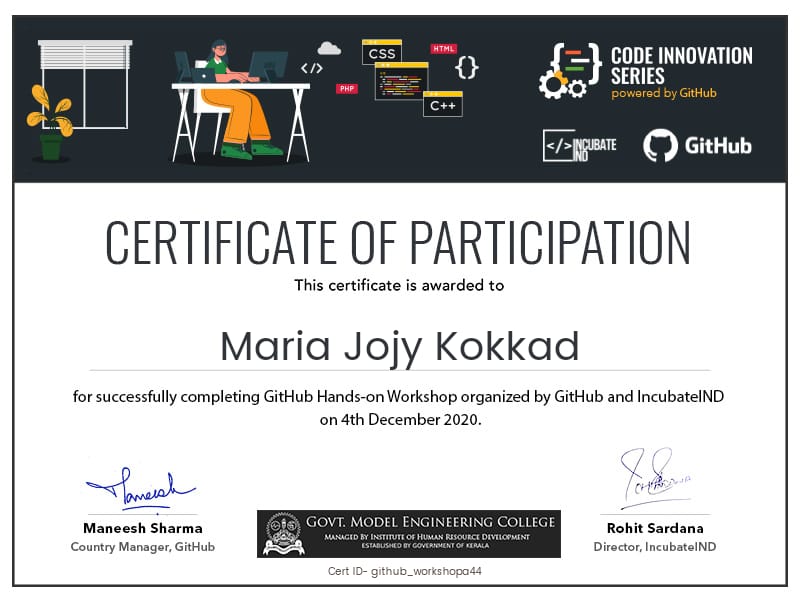 CSS
HTML
</>
{}
PHP
C++
CODE INNOVATION
SERIES
powered by GitHub
</>INCUBATE
IND
GitHub
CERTIFICATE OF PARTICIPATION
This certificate is awarded to
Maria Jojy Kokkad
for successfully completing GitHub Hands-on Workshop organized by GitHub and IncubateIND
on 4th December 2020.
Maneesh
Maneesh Sharma
Country Manager, GitHub
GOVT. MODEL ENGINEERING COLLEGE
MANAGED BY INSTITUTE OF HUMAN RESOURCE DEVELOPMENT
ESTABLISHED BY GOVERNMENT OF KERALA
Rohit Sardana
Director, IncubateIND
Cert ID- github_workshopa44